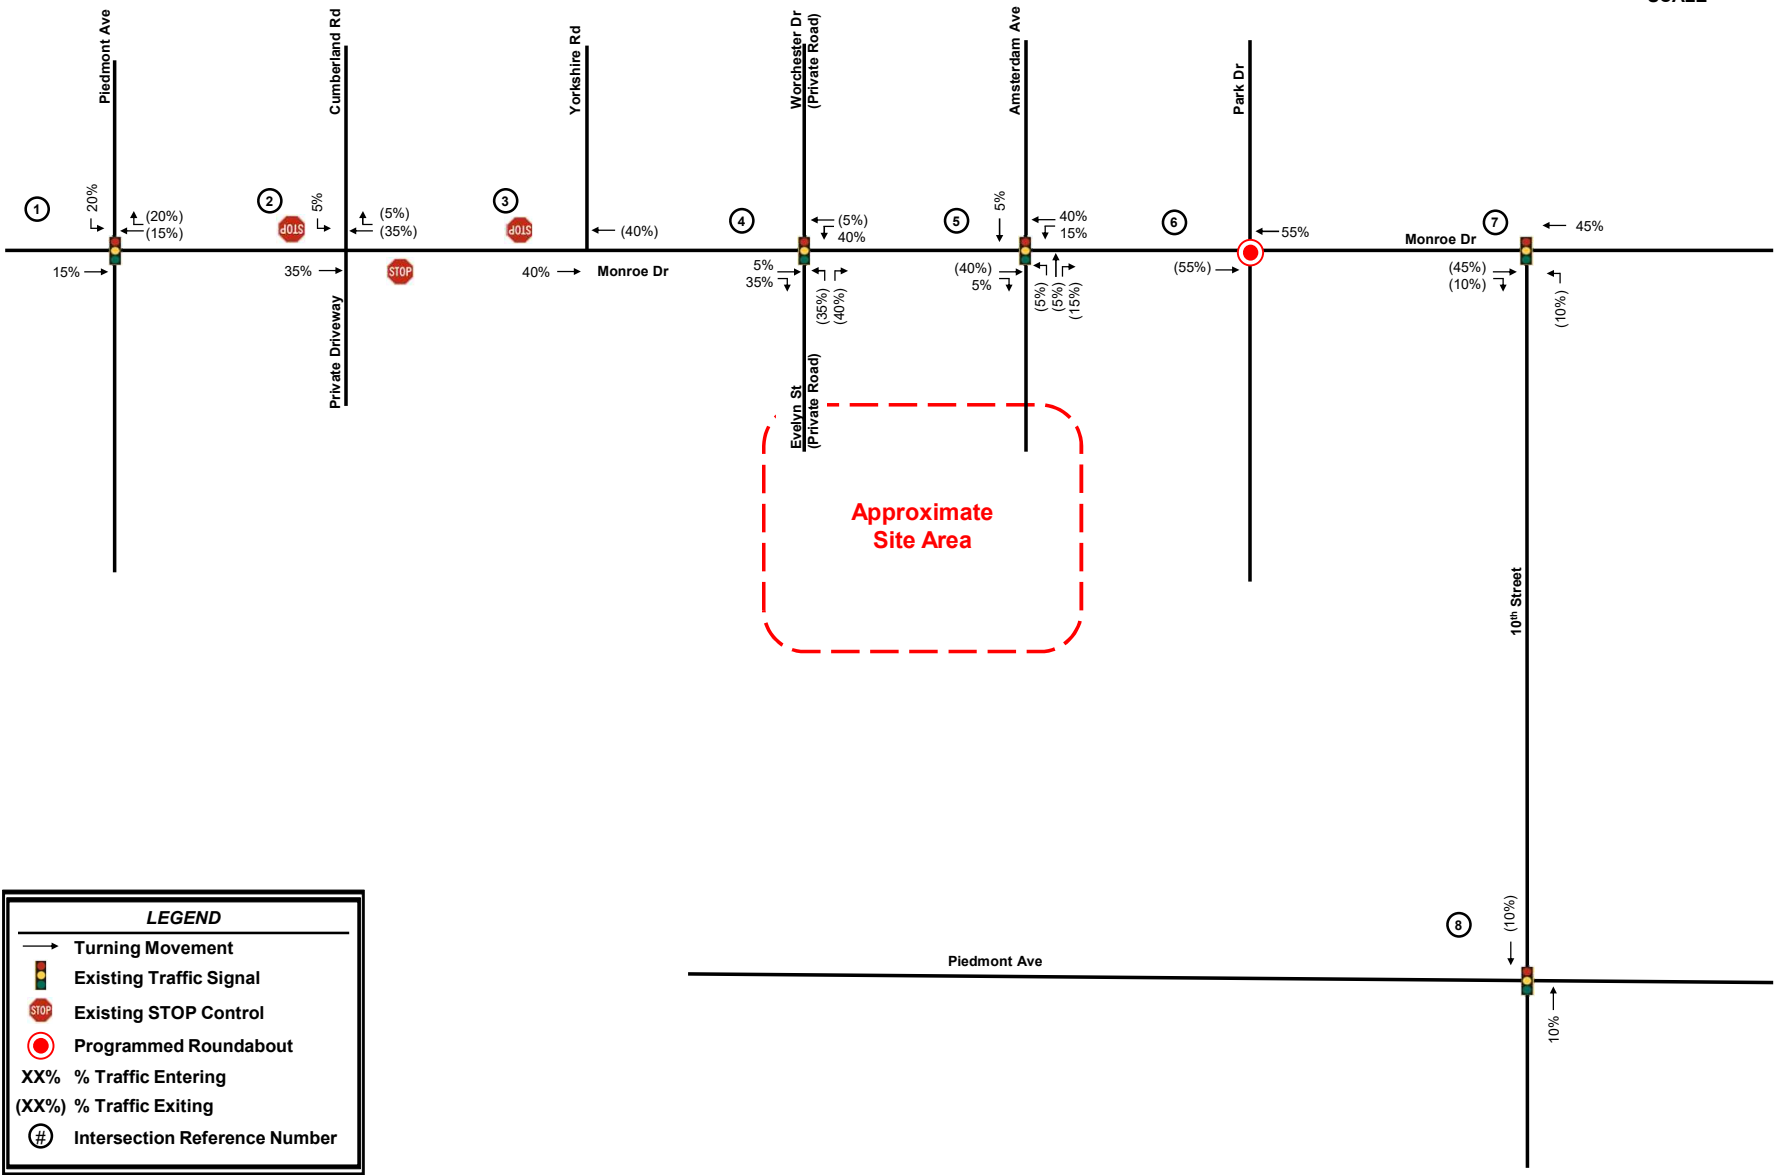 SCALE
Piedmont Ave
Cumberland Rd
Yorkshire Rd
Worchester Dr
(Private Road)
Amsterdam Ave
Park Dr
1
20%
(20%)
(15%)
15%
2
STOP
5%
(5%)
(35%)
35%
STOP
Private Driveway
3
STOP
(40%)
40%
Monroe Dr
4
(5%)
40%
5%
35%
(35%)
(40%)
Evelyn St
(Private Road)
5
5%
40%
15%
(40%)
5%
(5%)
(5%)
(15%)
6
55%
(55%)
Monroe Dr
7
45%
(45%)
(10%)
(10%)
Approximate
Site Area
10th Street
8
(10%)
Piedmont Ave
10%
LEGEND
Turning Movement
Existing Traffic Signal
STOP Existing STOP Control
Programmed Roundabout
XX% % Traffic Entering
(XX%) % Traffic Exiting
# Intersection Reference Number